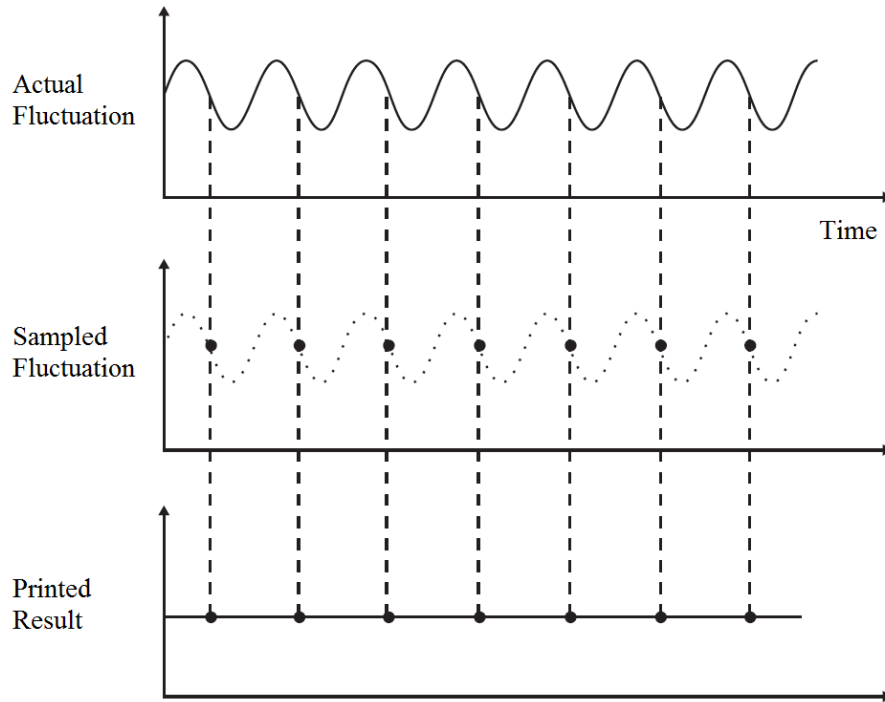 Actual
Fluctuation
Time
Sampled
Fluctuation
Printed
Result